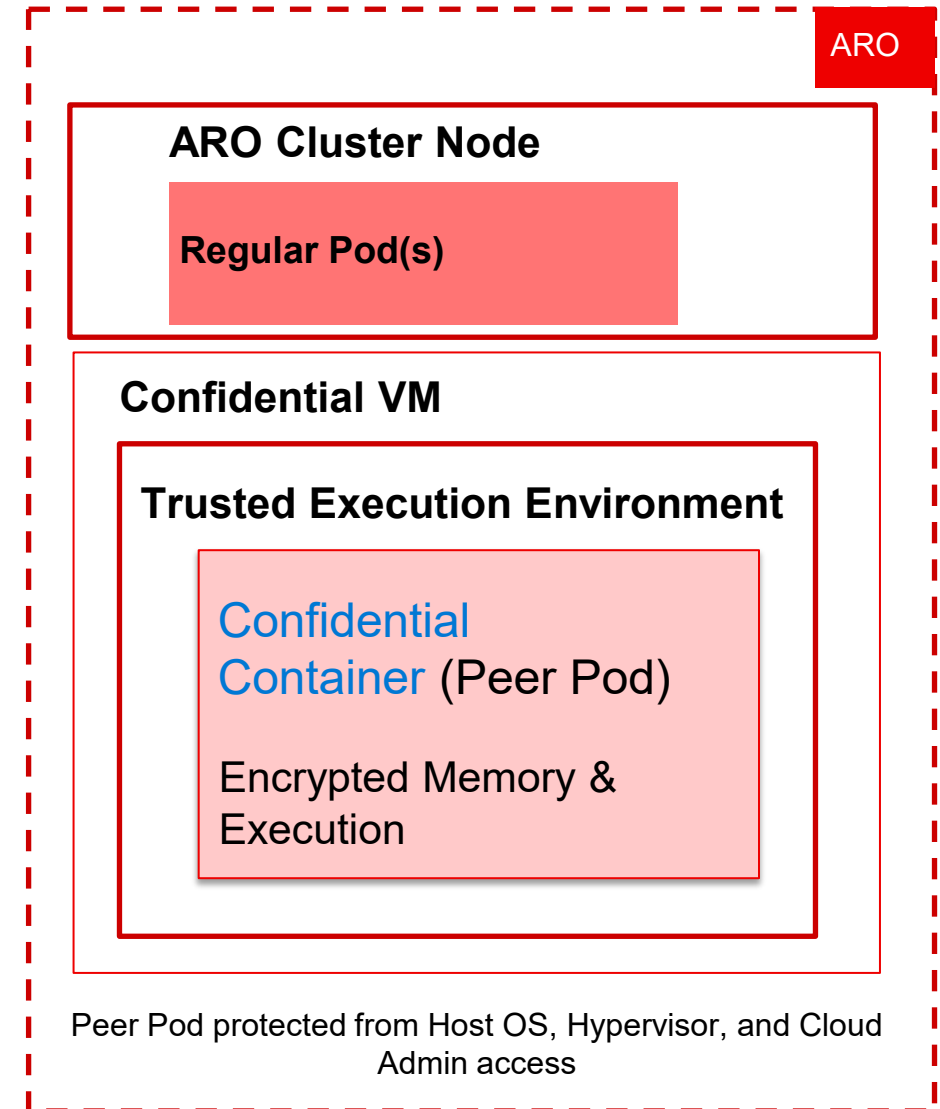 ARO
ARO Cluster Node
Regular Pod(s)
Confidential VM
Trusted Execution Environment
Confidential
Container (Peer Pod)
Encrypted Memory &
Execution
Peer Pod protected from Host OS, Hypervisor, and Cloud
Admin access